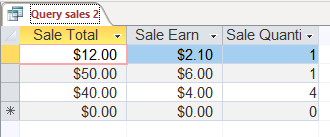 Query sales 2
Sale Total Sale Earn Sale Quanti
$12.00 $2.10 1
$50.00 $6.00 1
$40.00 $4.00 4
* $0.00 $0.00 0